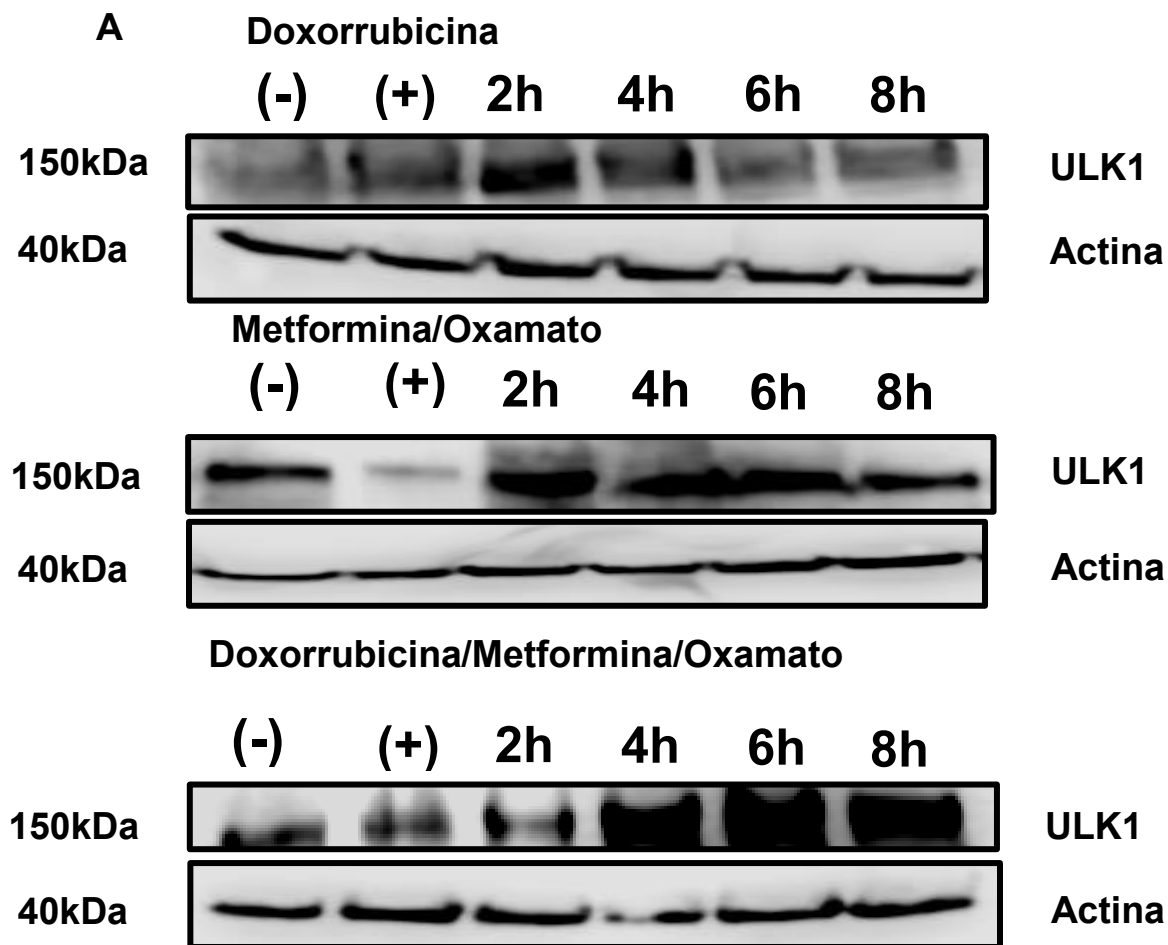 A
Doxorrubicina
(-) (+) 2h 4h 6h 8h
150kDa ULK1
40kDa Actina
Metformina/Oxamato
(-) (+) 2h 4h 6h 8h
150kDa ULK1
40kDa Actina
Doxorrubicina/Metformina/Oxamato
(-) (+) 2h 4h 6h 8h
150kDa ULK1
40kDa Actina